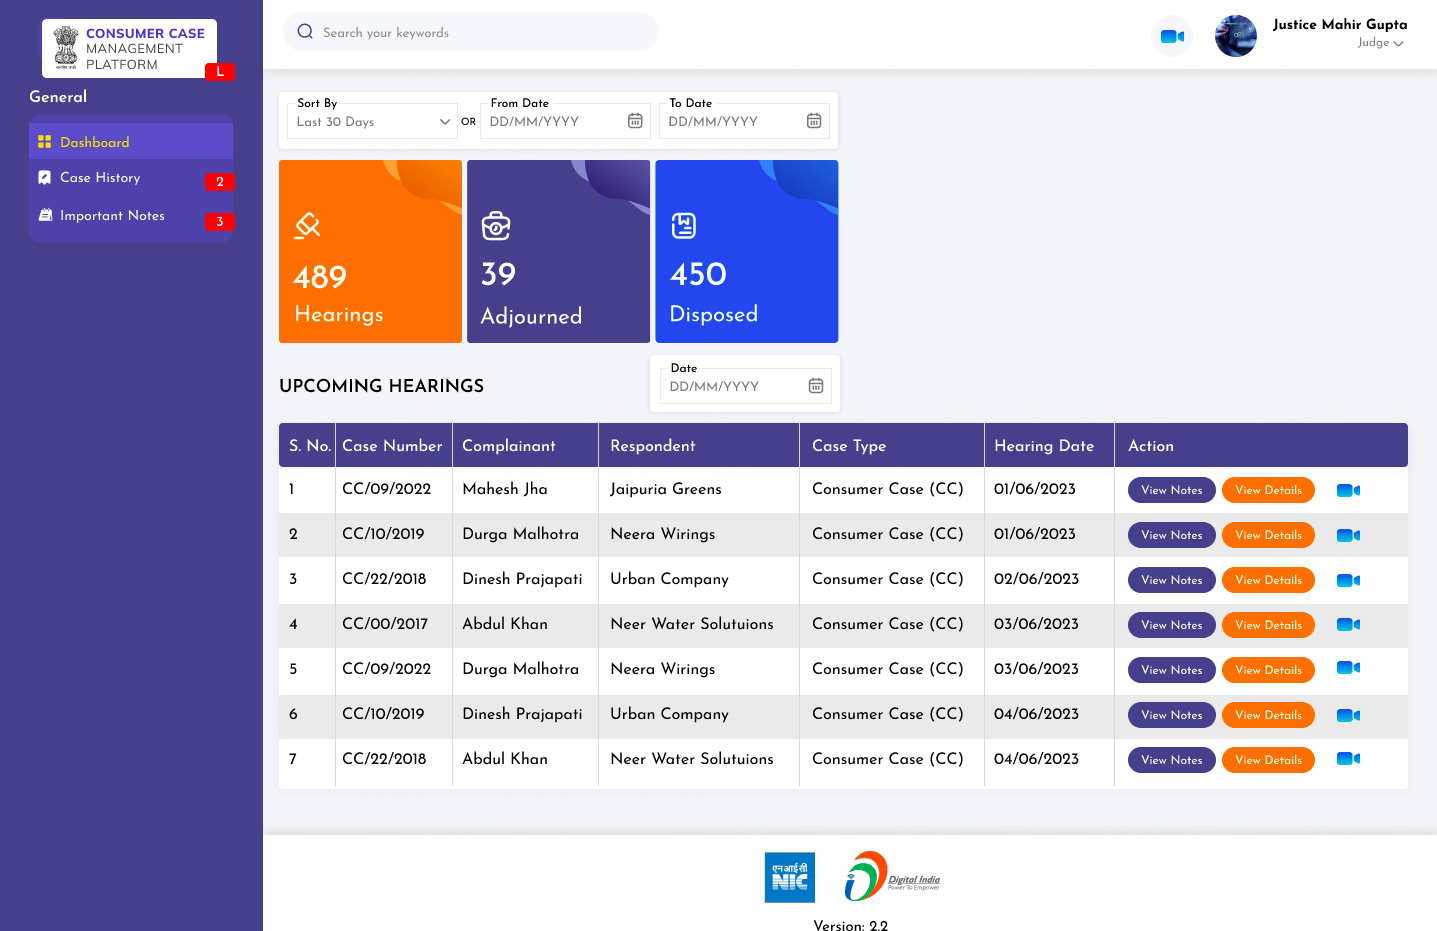 CONSUMER CASE
MANAGEMENT
PLATFORM
L
General
Dashboard
Case History
2
Important Notes
3
Search your keywords
Justice Mahir Gupta
Judge
Sort By
Last 30 Days
OR
From Date
DD/MM/YYYY
To Date
DD/MM/YYYY
489
Hearings
39
Adjourned
450
Disposed
UPCOMING HEARINGS
Date
DD/MM/YYYY
S. No. Case Number Complainant Respondent Case Type Hearing Date Action
1 CC/09/2022 Mahesh Jha Jaipuria Greens Consumer Case (CC) 01/06/2023 View Notes View Details
2 CC/10/2019 Durga Malhotra Neera Wirings Consumer Case (CC) 01/06/2023 View Notes View Details
3 CC/22/2018 Dinesh Prajapati Urban Company Consumer Case (CC) 02/06/2023 View Notes View Details
4 CC/00/2017 Abdul Khan Neer Water Solutuions Consumer Case (CC) 03/06/2023 View Notes View Details
5 CC/09/2022 Durga Malhotra Neera Wirings Consumer Case (CC) 03/06/2023 View Notes View Details
6 CC/10/2019 Dinesh Prajapati Urban Company Consumer Case (CC) 04/06/2023 View Notes View Details
7 CC/22/2018 Abdul Khan Neer Water Solutuions Consumer Case (CC) 04/06/2023 View Notes View Details
एन आई सी
NIC
Digital India
Power To Empower
Version: 2.2